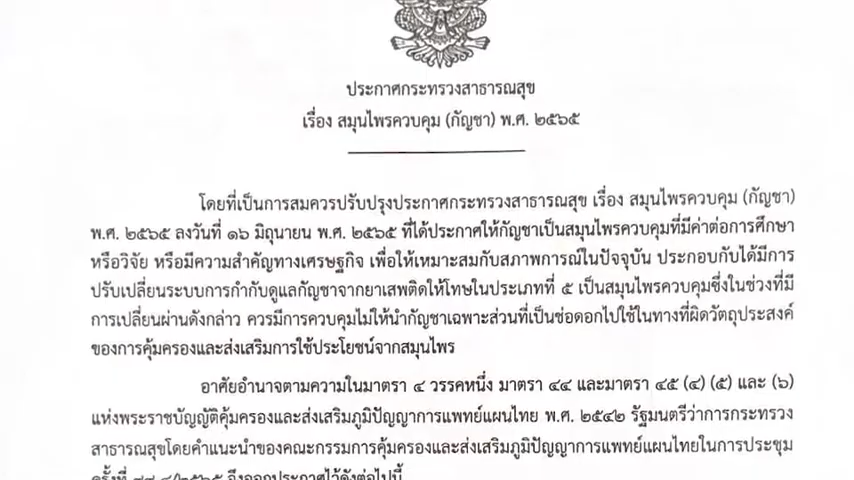 ประกาศกระทรวงสาธารณสุข
เรื่อง สมุนไพรควบคุม (กัญชา) พ.ศ. ๒๕๖๕
โดยที่เป็นการสมควรปรับปรุงประกาศกระทรวงสาธารณสุข เรื่อง สมุนไพรควบคุม (กัญชา)
พ.ศ. ๒๕๖๕ ลงวันที่ ๑๖ มิถุนายน พ.ศ. ๒๕๖๕ ที่ได้ประกาศให้กัญชาเป็นสมุนไพรควบคุมที่มีค่าต่อการศึกษา
หรือวิจัย หรือมีความสำคัญทางเศรษฐกิจ เพื่อให้เหมาะสมกับสภาพการณ์ในปัจจุบัน ประกอบกับได้มีการ
ปรับเปลี่ยนระบบการกำกับดูแลกัญชาจากยาเสพติดให้โทษในประเภทที่ ๕ เป็นสมุนไพรควบคุมซึ่งในช่วงที่มี
การเปลี่ยนผ่านดังกล่าว ควรมีการควบคุมไม่ให้นำกัญชาเฉพาะส่วนที่เป็นช่อดอกไปใช้ในทางที่ผิดวัตถุประสงค์
ของการคุ้มครองและส่งเสริมการใช้ประโยชน์จากสมุนไพร
อาศัยอำนาจตามความในมาตรา ๔ วรรคหนึ่ง มาตรา ๔๔ และมาตรา ๔๕ (๔) (๕) และ (๖)
แห่งพระราชบัญญัติคุ้มครองและส่งเสริมภูมิปัญญาการแพทย์แผนไทย พ.ศ. ๒๕๔๒ รัฐมนตรีว่าการกระทรวง
สาธารณสุขโดยคำแนะนำของคณะกรรมการคุ้มครองและส่งเสริมภูมิปัญญาการแพทย์แผนไทยในการประชุม
ครั้งที่ จึงออกประกาศไว้ดังต่อไปนี้